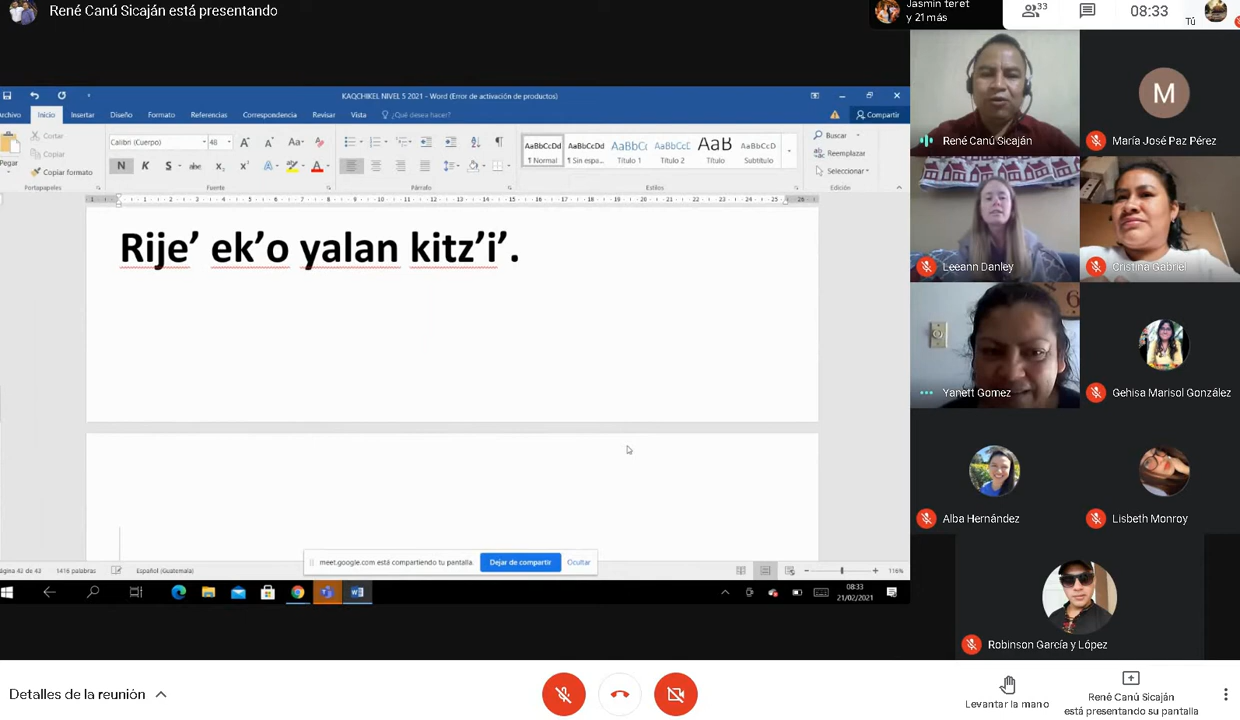 René Canú Sicaján está presentando
Jasmin teret
y 21 más
33
08:33
Tú
KAQCHIKEL NIVEL 5 2021 - Word (Error de activación de productos)
Archivo Inicio Insertar Diseño Formato Referencias Correspondencia Revisar Vista ¿Qué desea hacer? Compartir
Pegar
Cortar
Copiar
Copiar formato
Portapapeles
Calibri (Cuerpo) 48
N K S abc X₂ X²
Fuente
Párrafo
AaBbCcDd AaBbCcDd AaBbC( AaBbCcC AaB AaBbCcD
1 Normal 1 Sin espa... Título 1 Título 2 Título Subtítulo
Estilos
Buscar
Reemplazar
Seleccionar
Edición
Rije’ ek’o yalan kitz’i’.
meet.google.com está compartiendo tu pantalla. Dejar de compartir Ocultar
Página 42 de 43 1416 palabras Español (Guatemala) 116%
08:33
21/02/2021
René Canú Sicaján
M
María José Paz Pérez
Leeann Danley
Cristina Gabriel
Yanett Gomez
Gehisa Marisol González
Alba Hernández
Lisbeth Monroy
Robinson García y López
Detalles de la reunión
Levantar la mano
René Canú Sicaján
está presentando su pantalla